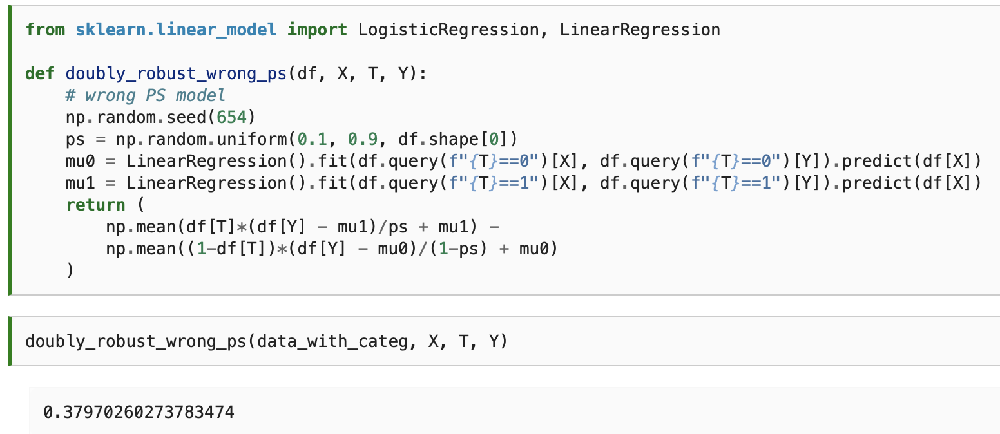 from sklearn.linear_model import LogisticRegression, LinearRegression
def doubly_robust_wrong_ps(df, X, T, Y):
    # wrong PS model
    np.random.seed(654)
    ps = np.random.uniform(0.1, 0.9, df.shape[0])
    mu0 = LinearRegression().fit(df.query(f"{T}==0")[X], df.query(f"{T}==0")[Y]).predict(df[X])
    mu1 = LinearRegression().fit(df.query(f"{T}==1")[X], df.query(f"{T}==1")[Y]).predict(df[X])
    return (
        np.mean(df[T]*(df[Y] - mu1)/ps + mu1) -
        np.mean((1-df[T])*(df[Y] - mu0)/(1-ps) + mu0)
    )
doubly_robust_wrong_ps(data_with_categ, X, T, Y)
0.37970260273783474